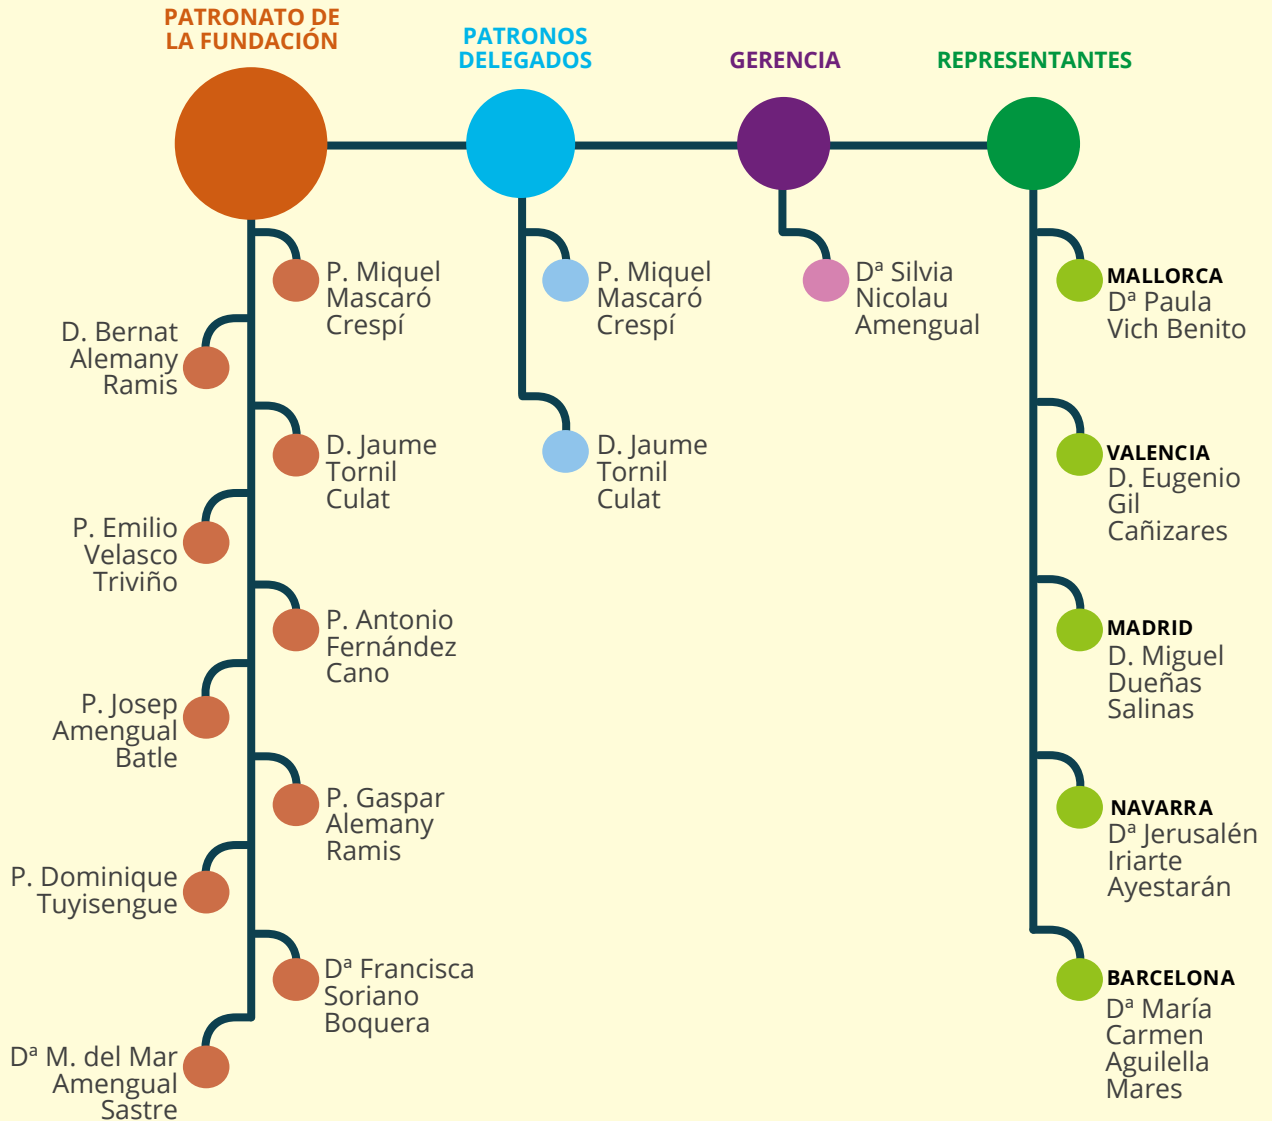 PATRONATO DE
LA FUNDACIÓN
P. Miquel
Mascaró
Crespí
D. Bernat
Alemany
Ramis
D. Jaume
Tornil
Culat
P. Emilio
Velasco
Triviño
P. Antonio
Fernández
Cano
P. Josep
Amengual
Batle
P. Gaspar
Alemany
Ramis
P. Dominique
Tuyisengue
Dª Francisca
Soriano
Boquera
Dª M. del Mar
Amengual
Sastre
PATRONOS
DELEGADOS
P. Miquel
Mascaró
Crespí
D. Jaume
Tornil
Culat
GERENCIA
Dª Silvia
Nicolau
Amengual
REPRESENTANTES
MALLORCA
Dª Paula
Vich Benito
VALENCIA
D. Eugenio
Gil
Cañizares
MADRID
D. Miguel
Dueñas
Salinas
NAVARRA
Dª Jerusalén
Iriarte
Ayestarán
BARCELONA
Dª María
Carmen
Aguilella
Mares